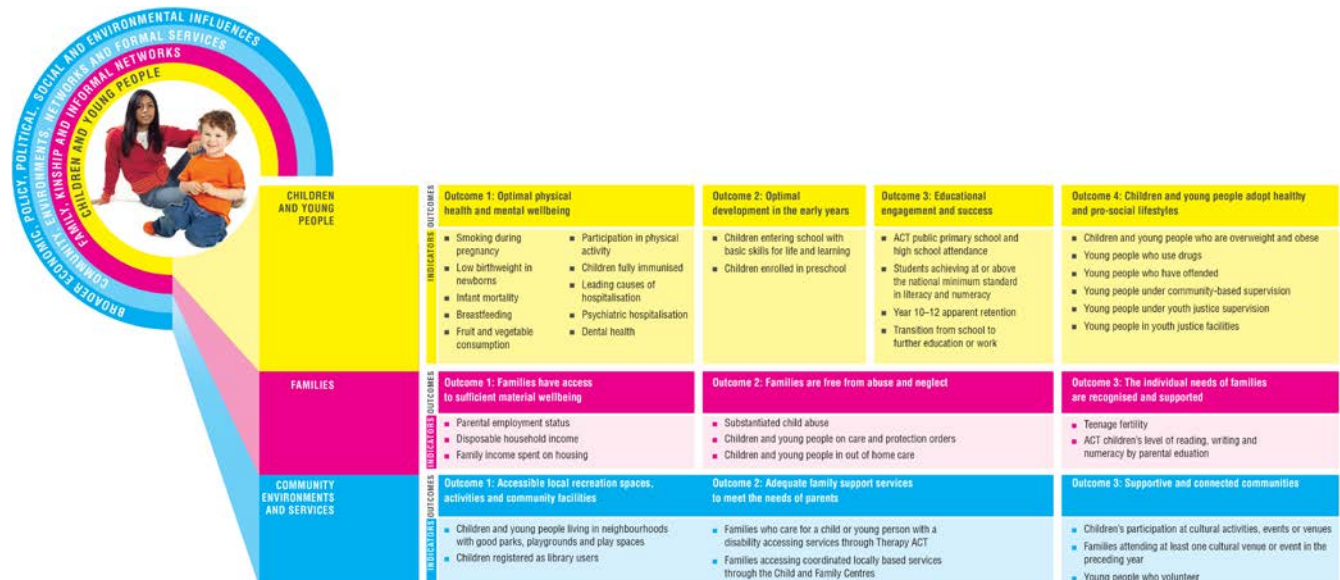 BROADER ECONOMIC, POLICY, POLITICAL, SOCIAL AND ENVIRONMENTAL INFLUENCES
COMMUNITY, ENVIRONMENTS, NETWORKS AND FORMAL SERVICES
FAMILY, KINSHIP AND INFORMAL NETWORKS
CHILDREN AND YOUNG PEOPLE
CHILDREN
AND YOUNG
PEOPLE
OUTCOMES
Outcome 1: Optimal physical
health and mental wellbeing
Outcome 2: Optimal
development in the early years
Outcome 3: Educational
engagement and success
Outcome 4: Children and young people adopt healthy
and pro-social lifestyles
INDICATORS
Smoking during
pregnancy
Low birthweight in
newborns
Infant mortality
Breastfeeding
Fruit and vegetable
consumption
Participation in physical
activity
Children fully immunised
Leading causes of
hospitalisation
Psychiatric hospitalisation
Dental health
Children entering school with
basic skills for life and learning
Children enrolled in preschool
ACT public primary school and
high school attendance
Students achieving at or above
the national minimum standard
in literacy and numeracy
Year 10–12 apparent retention
Transition from school to
further education or work
Children and young people who are overweight and obese
Young people who use drugs
Young people who have offended
Young people under community-based supervision
Young people under youth justice supervision
Young people in youth justice facilities
FAMILIES
OUTCOMES
Outcome 1: Families have access
to sufficient material wellbeing
Outcome 2: Families are free from abuse and neglect
Outcome 3: The individual needs of families
are recognised and supported
INDICATORS
Parental employment status
Disposable household income
Family income spent on housing
Substantiated child abuse
Children and young people on care and protection orders
Children and young people in out of home care
Teenage fertility
ACT children's level of reading, writing and
numeracy by parental eduation
COMMUNITY
ENVIRONMENTS
AND SERVICES
OUTCOMES
Outcome 1: Accessible local recreation spaces,
activities and community facilities
Outcome 2: Adequate family support services
to meet the needs of parents
Outcome 3: Supportive and connected communities
INDICATORS
Children and young people living in neighbourhoods
with good parks, playgrounds and play spaces
Children registered as library users
Families who care for a child or young person with a
disability accessing services through Therapy ACT
Families accessing coordinated locally based services
through the Child and Family Centres
Children's participation at cultural activities, events or venues
Families attending at least one cultural venue or event in the
preceding year
Young people who volunteer